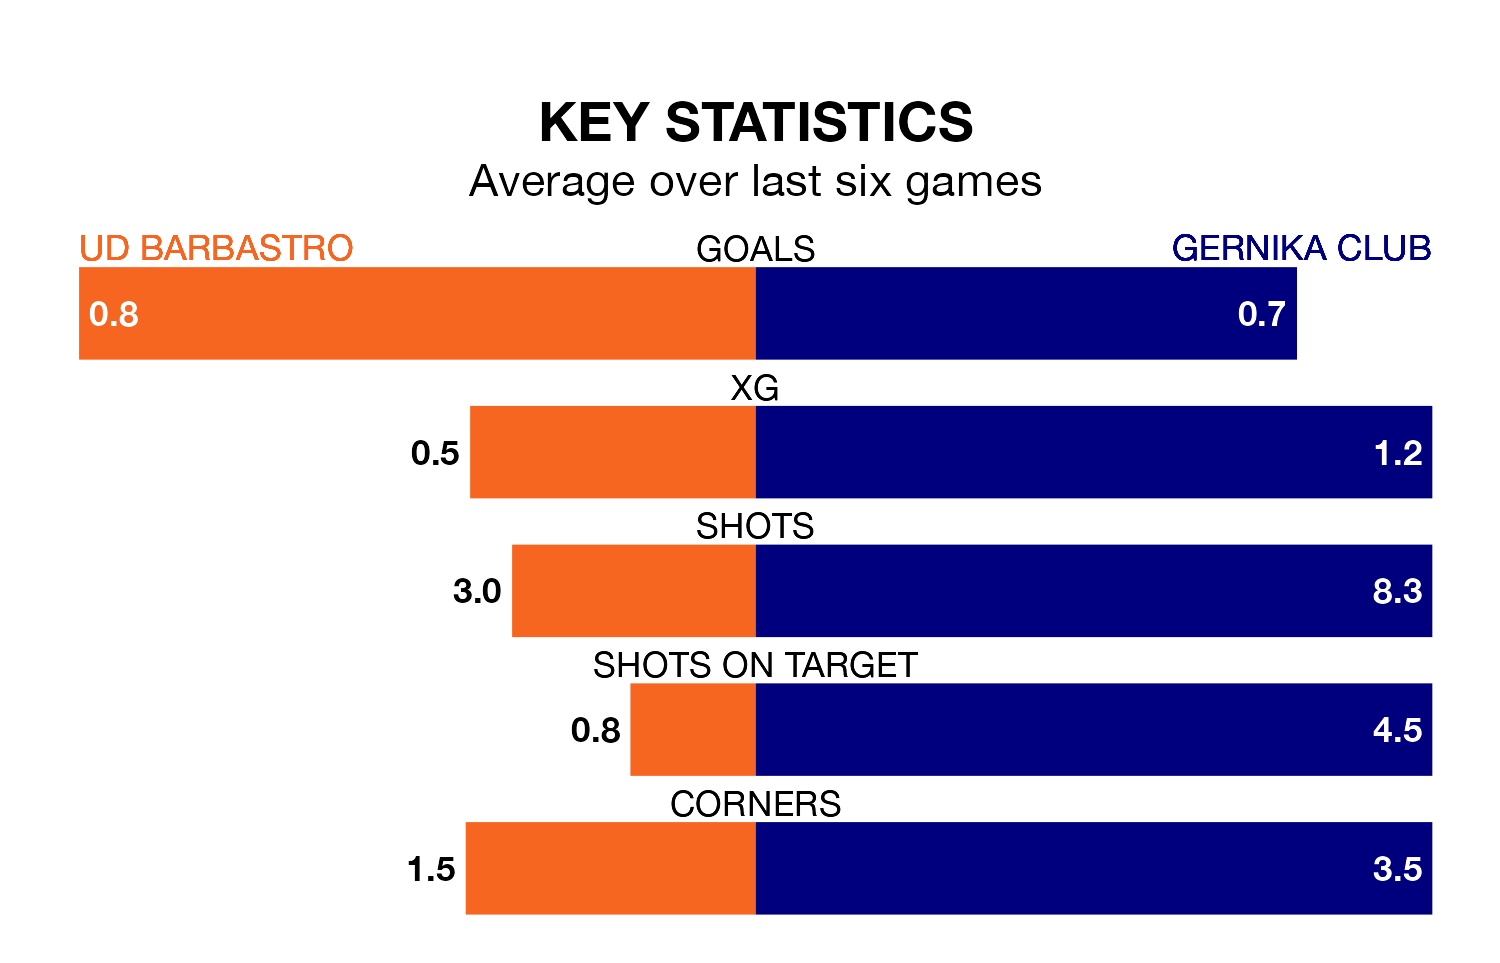 KEY STATISTICS
Average over last six games
UD BARBASTRO GOALS GERNIKA CLUB
0.8 0.7
XG
0.5 1.2
SHOTS
3.0 8.3
SHOTS ON TARGET
0.8 4.5
CORNERS
1.5 3.5